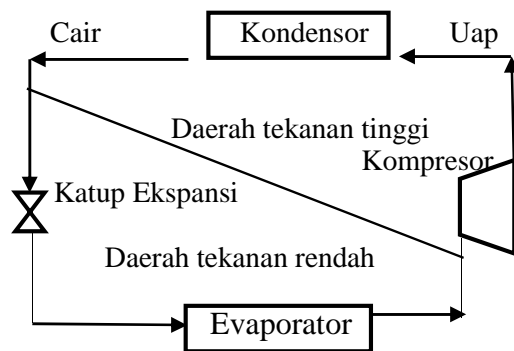 Cair
Kondensor
Uap
Daerah tekanan tinggi
Kompresor
Katup Ekspansi
Daerah tekanan rendah
Evaporator